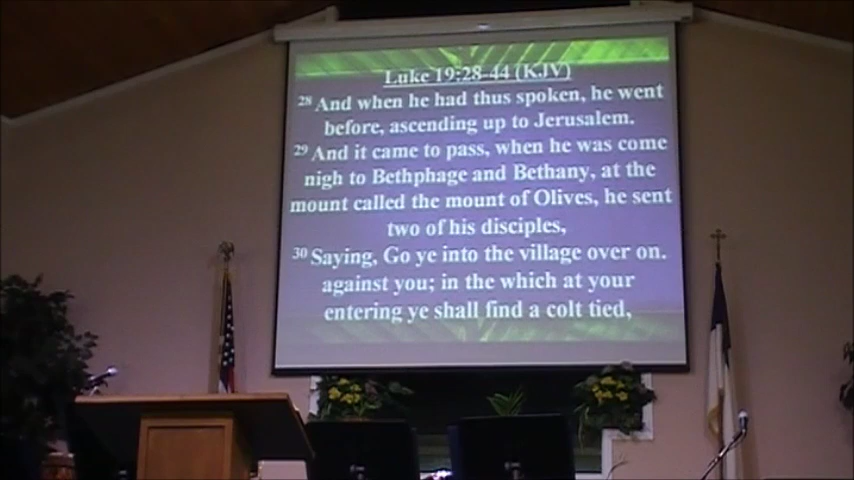 Luke 19:28-44 (KJV)
28 And when he had thus spoken, he went
before, ascending up to Jerusalem.
29 And it came to pass, when he was come
nigh to Bethphage and Bethany, at the
mount called the mount of Olives, he sent
two of his disciples,
30 Saying, Go ye into the village over on.
against you; in the which at your
entering ye shall find a colt tied,